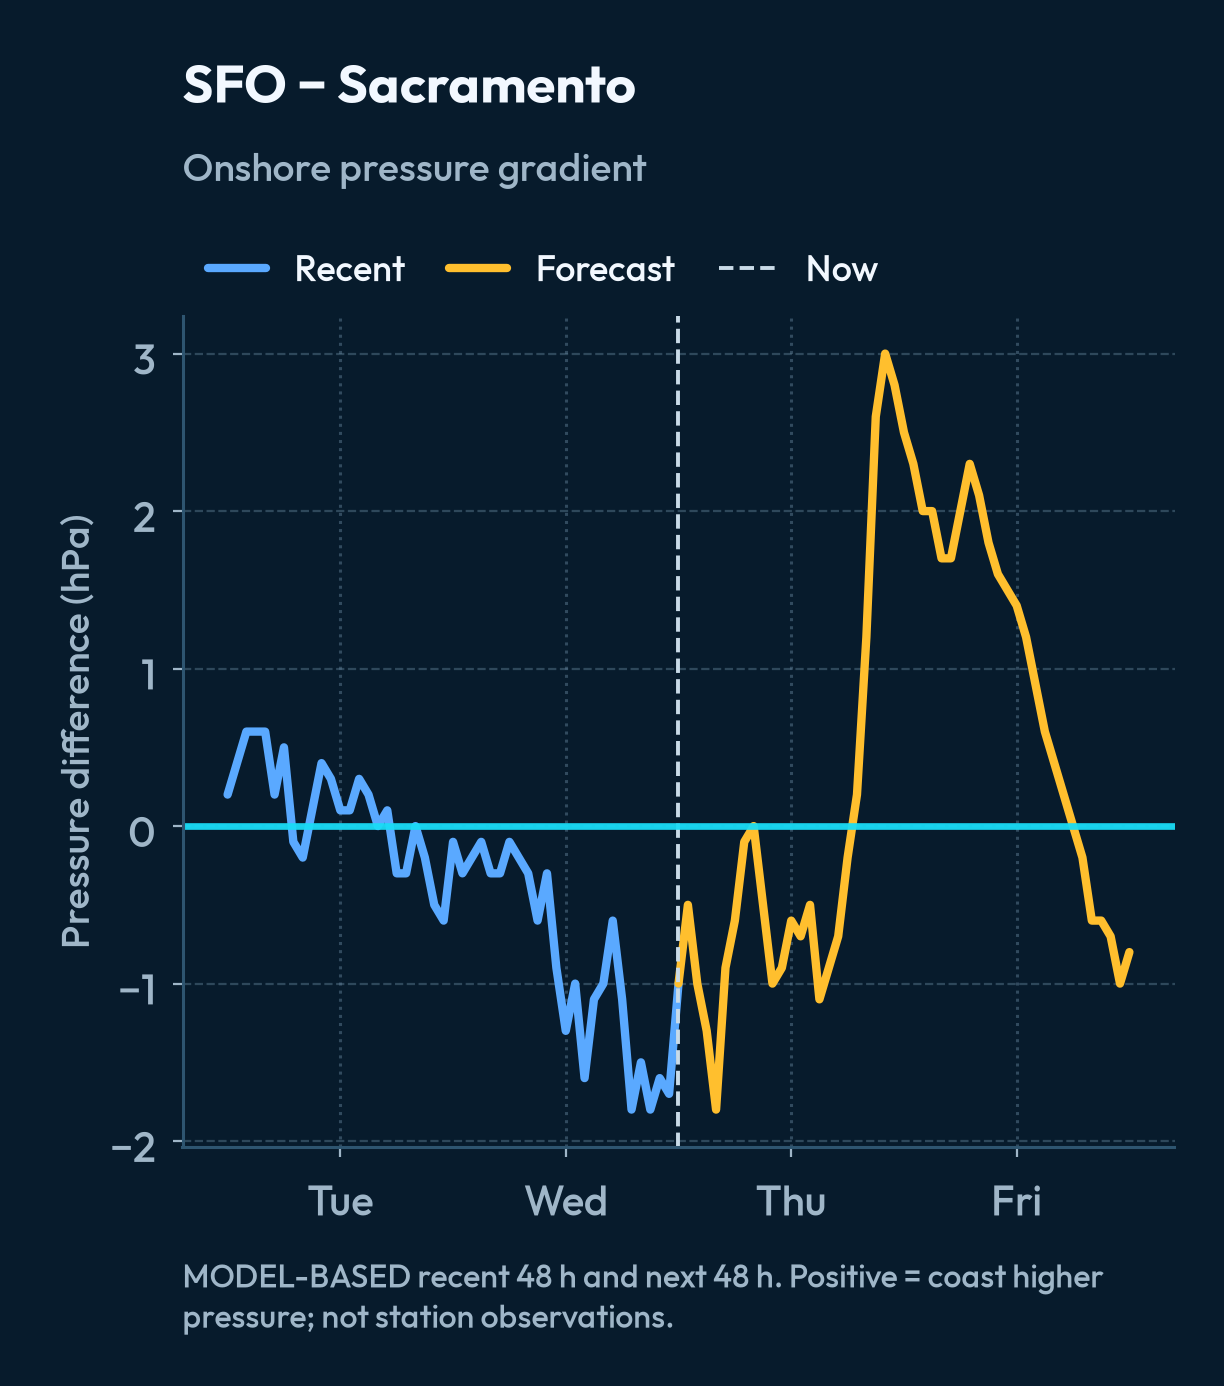 SFO – Sacramento
Onshore pressure gradient
Recent
Forecast
Now
Pressure difference (hPa)
3
2
1
0
−1
−2
Tue
Wed
Thu
Fri
MODEL-BASED recent 48 h and next 48 h. Positive = coast higher
pressure; not station observations.